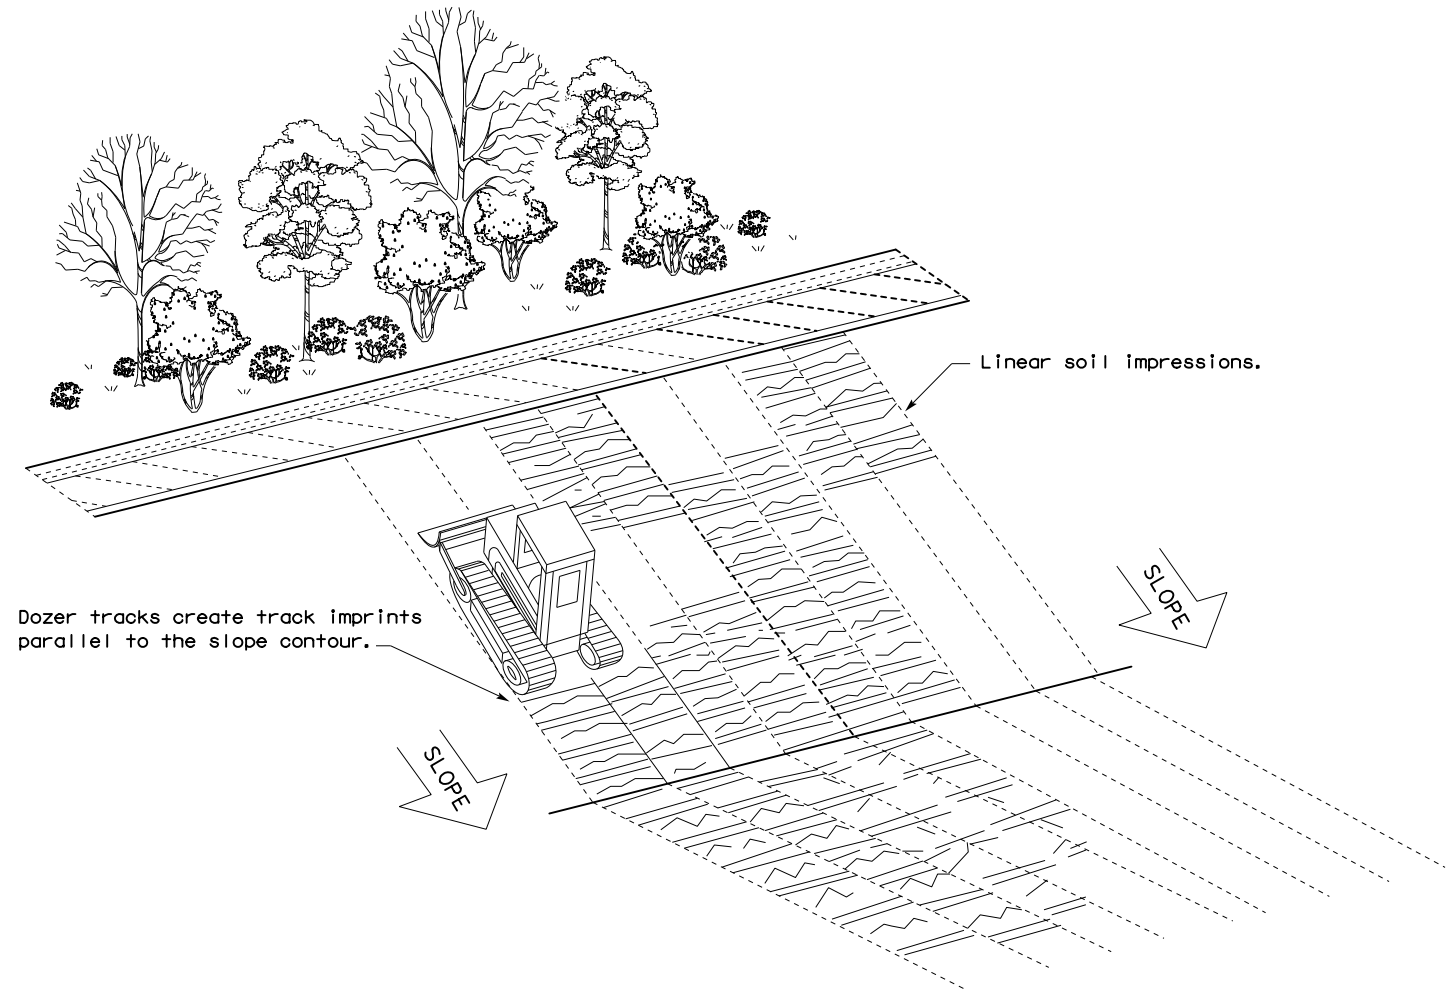 Linear soil impressions.
SLOPE
Dozer tracks create track imprints
parallel to the slope contour.
SLOPE